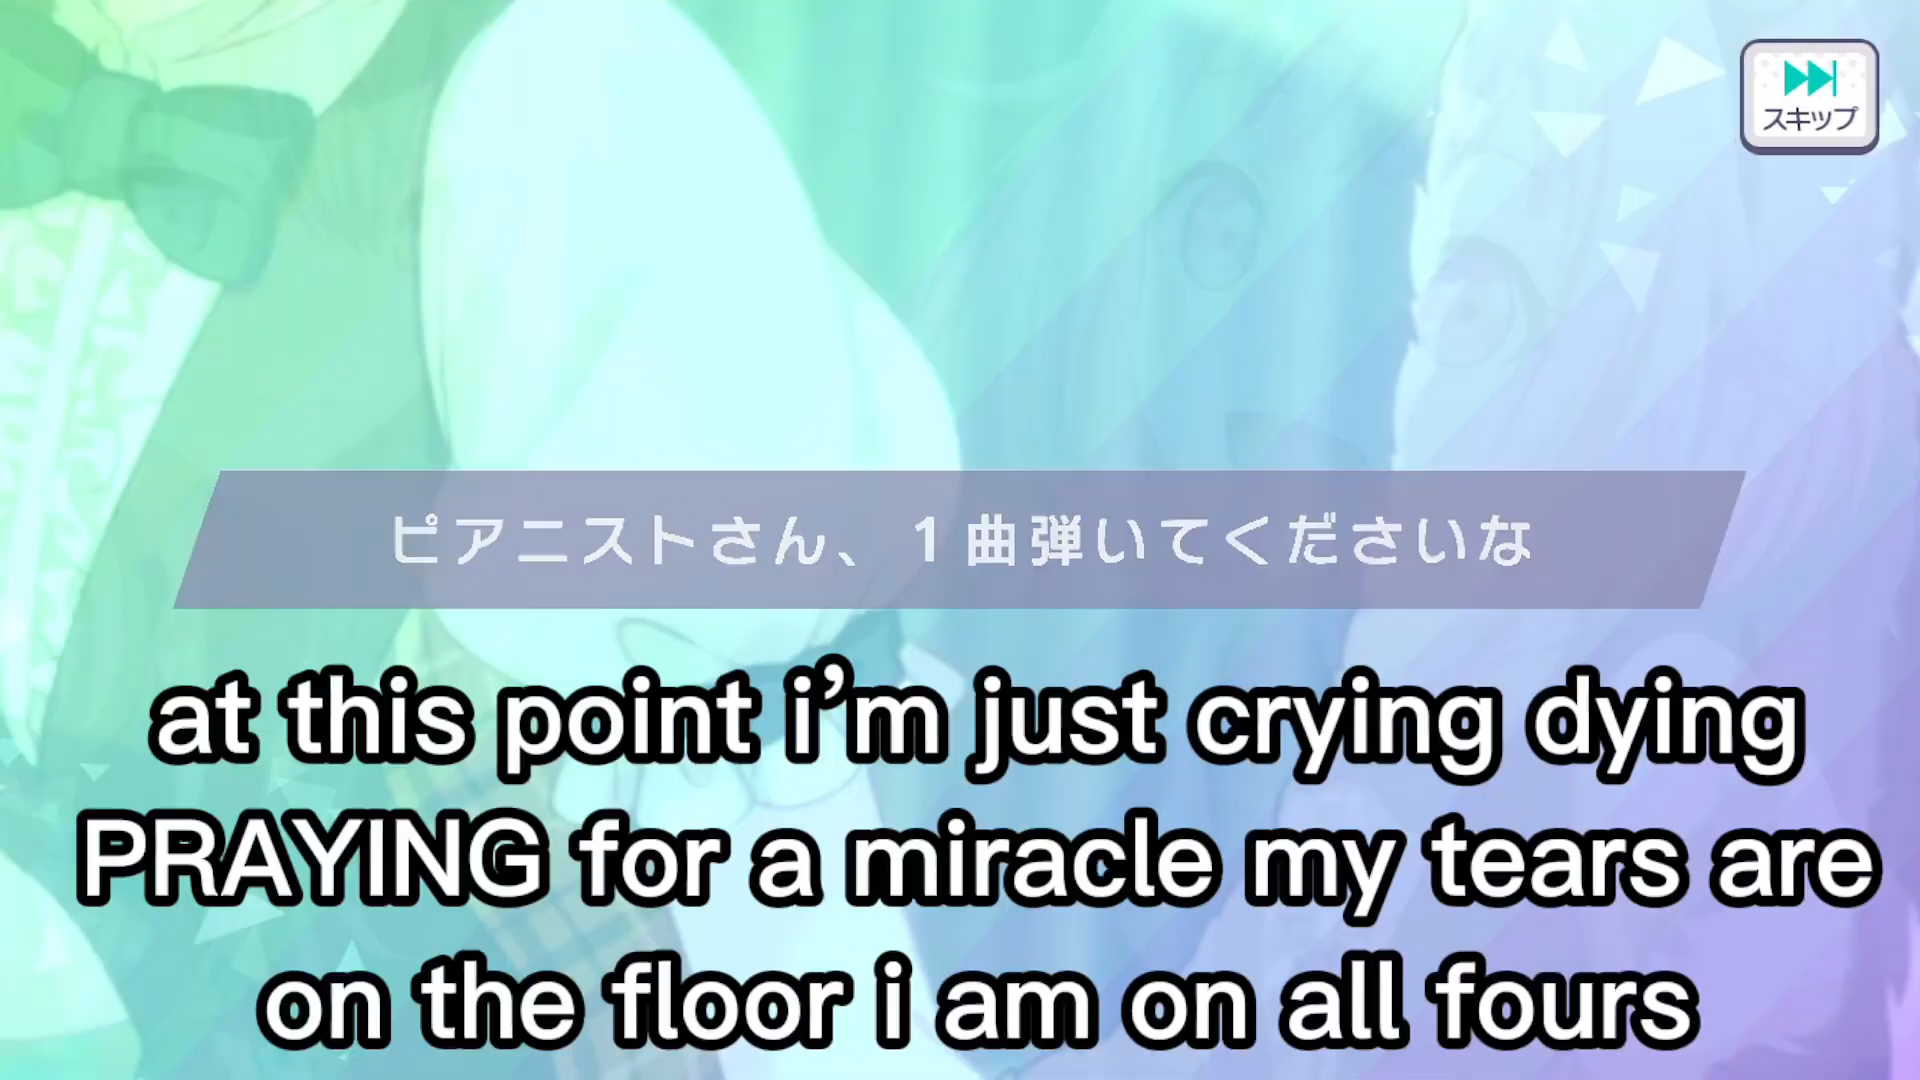 スキップ
ピアニストさん、1曲弾いてくださいな
at this point i’m just crying dying
PRAYING for a miracle my tears are
on the floor i am on all fours